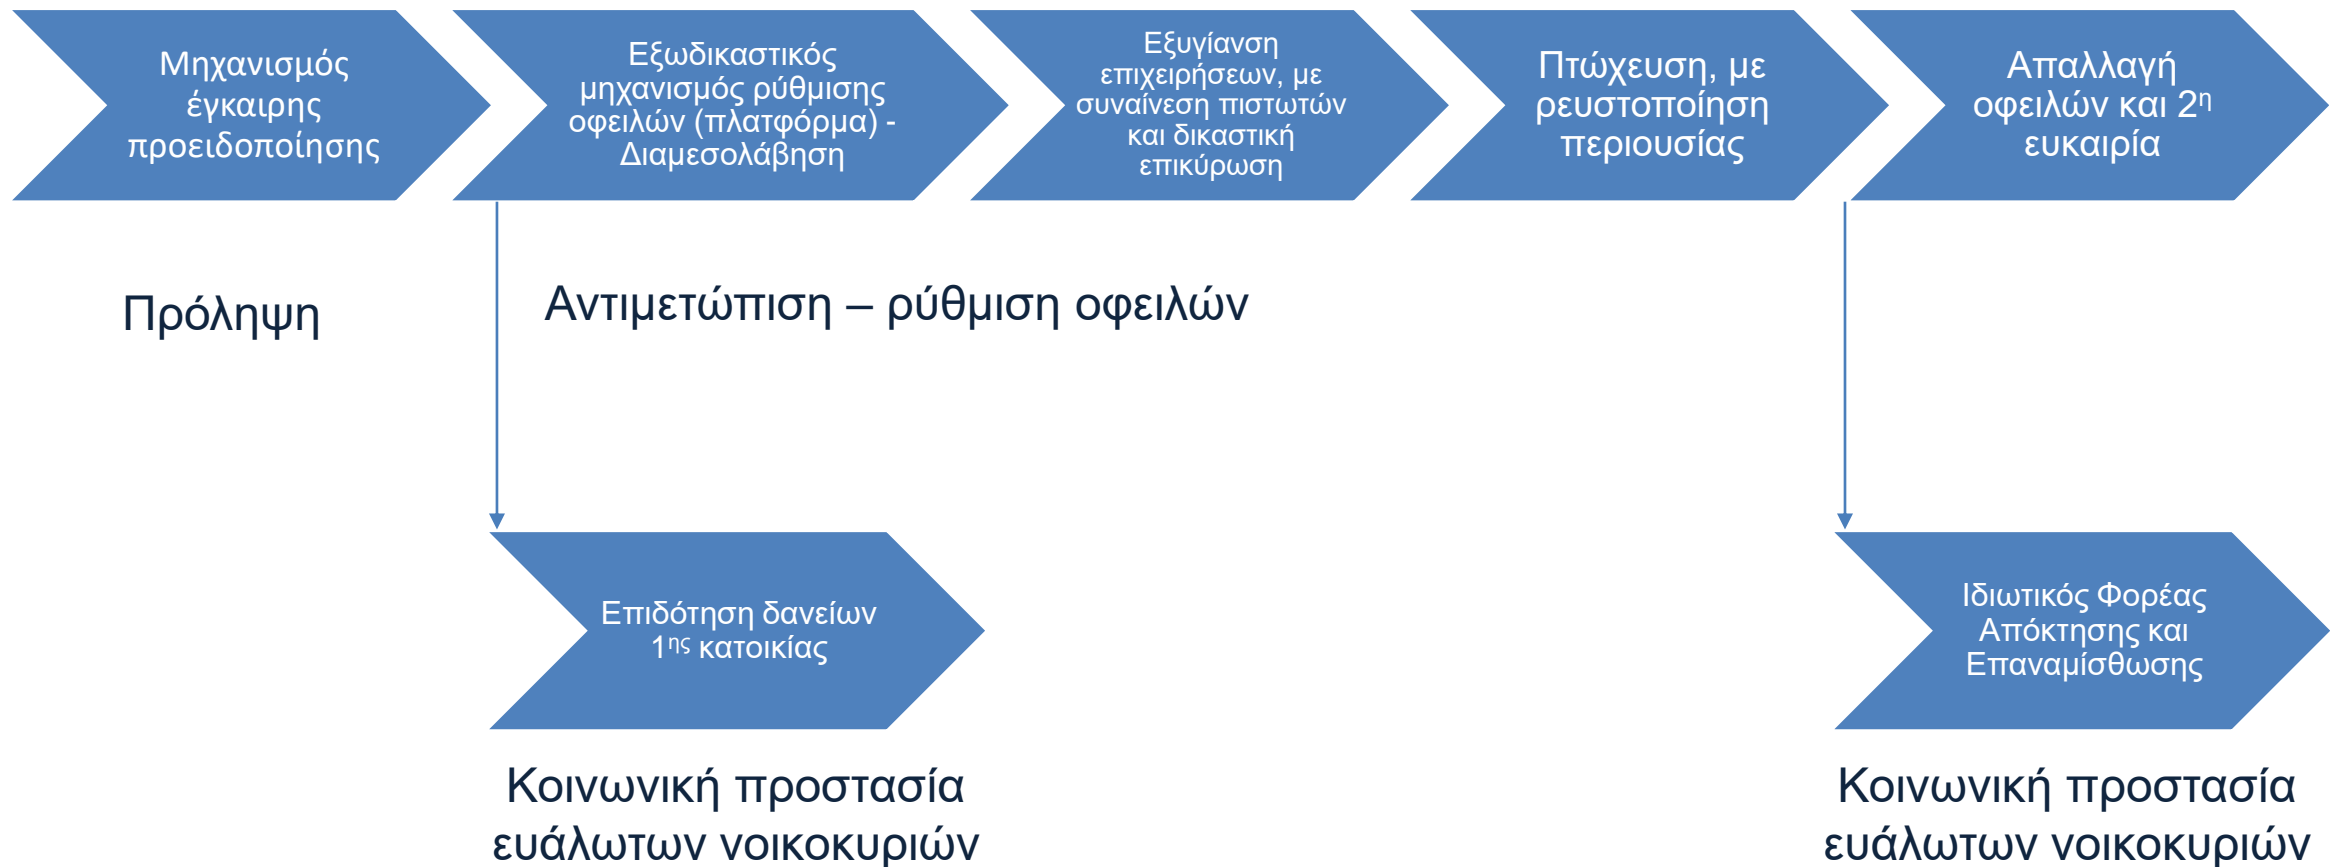 Μηχανισμός
έγκαιρης
προειδοποίησης
Εξωδικαστικός
μηχανισμός ρύθμισης
οφειλών (πλατφόρμα) -
Διαμεσολάβηση
Εξυγίανση
επιχειρήσεων, με
συναίνεση πιστωτών
και δικαστική
επικύρωση
Πτώχευση, με
ρευστοποίηση
περιουσίας
Απαλλαγή
οφειλών και 2η
ευκαιρία
Πρόληψη
Αντιμετώπιση – ρύθμιση οφειλών
Επιδότηση δανείων
1ης κατοικίας
Ιδιωτικός Φορέας
Απόκτησης και
Επαναμίσθωσης
Κοινωνική προστασία
ευάλωτων νοικοκυριών
Κοινωνική προστασία
ευάλωτων νοικοκυριών